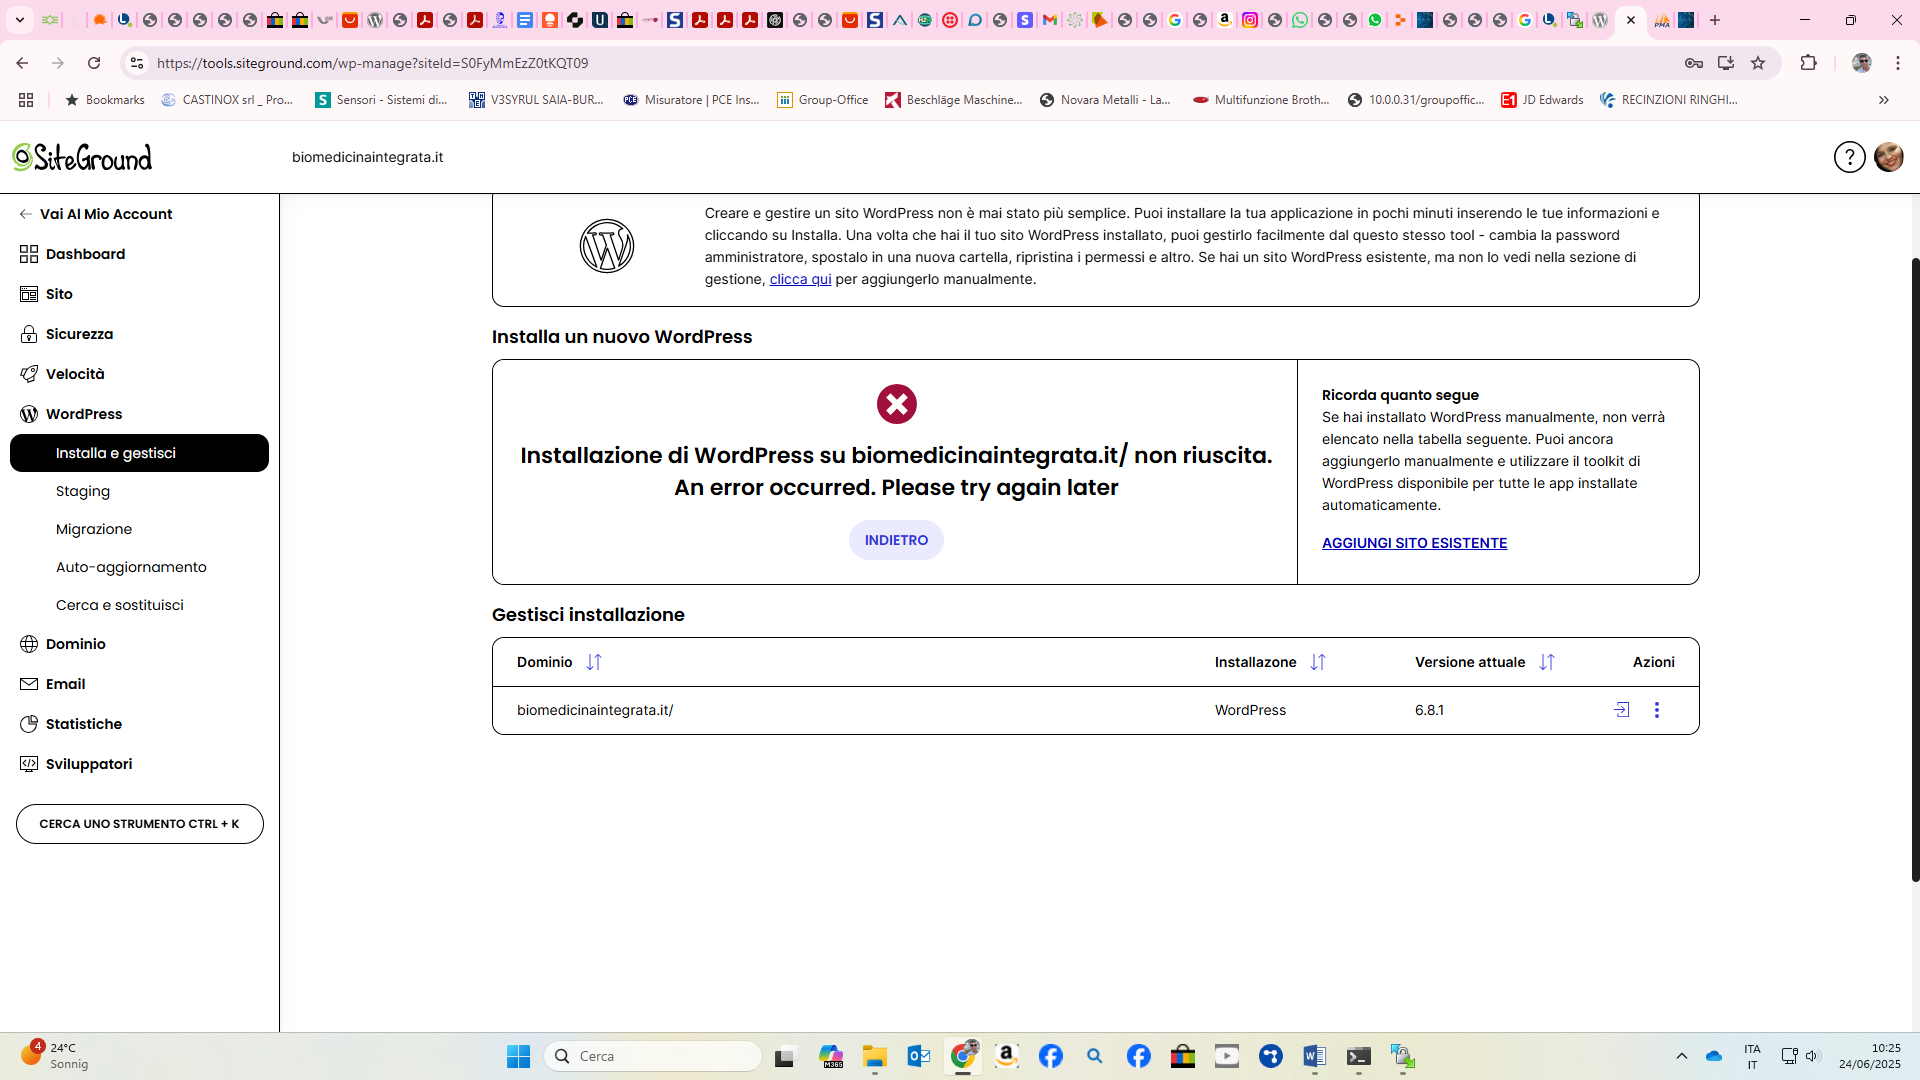 https://tools.siteground.com/wp-manage?siteId=S0FyMmEzZ0tKQT09
Bookmarks
CASTINOX srl _ Pro...
Sensori - Sistemi di...
V3SYRUL SAIA-BUR...
Misuratore | PCE Ins...
Group-Office
Beschläge Maschine...
Novara Metalli - La...
Multifunzione Broth...
10.0.0.31/groupoffic...
JD Edwards
RECINZIONI RINGHI...
SiteGround
biomedicinaintegrata.it
?
Vai Al Mio Account
Dashboard
Sito
Sicurezza
Velocità
WordPress
Installa e gestisci
Staging
Migrazione
Auto-aggiornamento
Cerca e sostituisci
Dominio
Email
Statistiche
Sviluppatori
CERCA UNO STRUMENTO CTRL + K
Creare e gestire un sito WordPress non è mai stato più semplice. Puoi installare la tua applicazione in pochi minuti inserendo le tue informazioni e
cliccando su Installa. Una volta che hai il tuo sito WordPress installato, puoi gestirlo facilmente dal questo stesso tool - cambia la password
amministratore, spostalo in una nuova cartella, ripristina i permessi e altro. Se hai un sito WordPress esistente, ma non lo vedi nella sezione di
gestione, clicca qui per aggiungerlo manualmente.
Installa un nuovo WordPress
Installazione di WordPress su biomedicinaintegrata.it/ non riuscita.
An error occurred. Please try again later
INDIETRO
Ricorda quanto segue
Se hai installato WordPress manualmente, non verrà
elencato nella tabella seguente. Puoi ancora
aggiungerlo manualmente e utilizzare il toolkit di
WordPress disponibile per tutte le app installate
automaticamente.
AGGIUNGI SITO ESISTENTE
Gestisci installazione
Dominio
Installazone
Versione attuale
Azioni
biomedicinaintegrata.it/
WordPress
6.8.1
4
24°C
Sonnig
Cerca
ITA
IT
10:25
24/06/2025